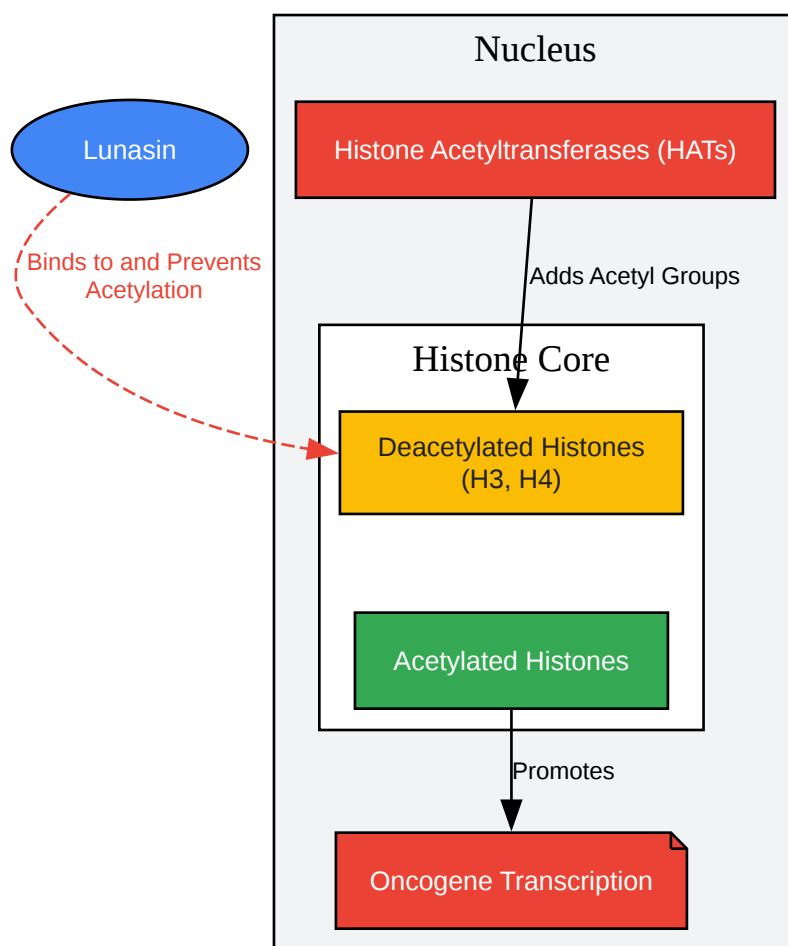 Nucleus
Lunasin
Histone Acetyltransferases (HATs)
Binds to and Prevents
Acetylation
Adds Acetyl Groups
Histone Core
Deacetylated Histones
(H3, H4)
Acetylated Histones
Promotes
Oncogene Transcription